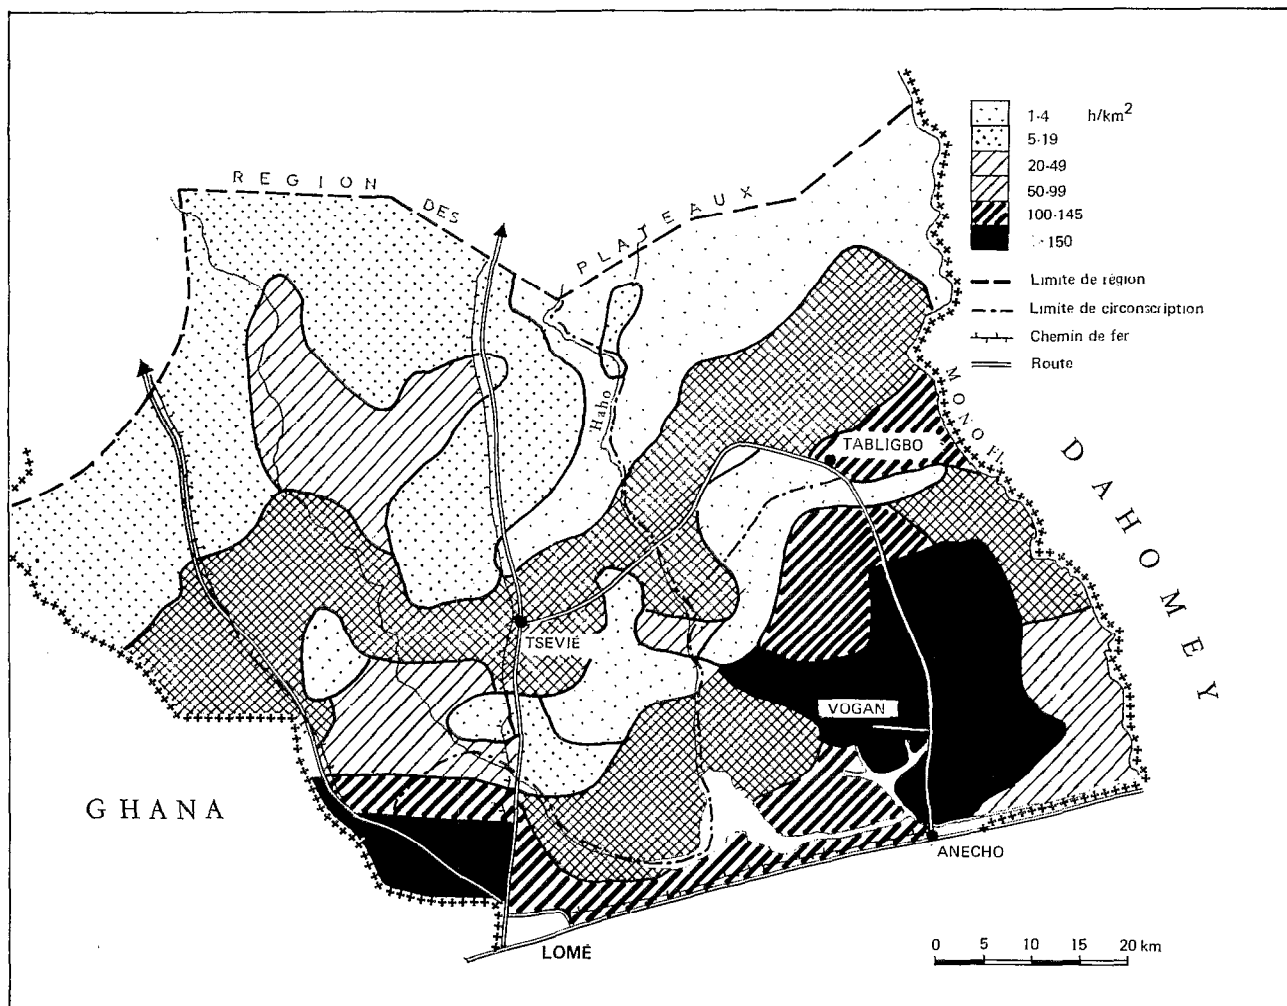 REGION DES PLATEAUX
1-4 h/km²
5-19
20-49
50-99
100-145
150
Limite de région
Limite de circonscription
Chemin de fer
Route
Haho
MONO Fl.
DAHOMEY
TABLIGBO
TSEVIÉ
VOGAN
GHANA
ANECHO
LOMÉ
0 5 10 15 20 km